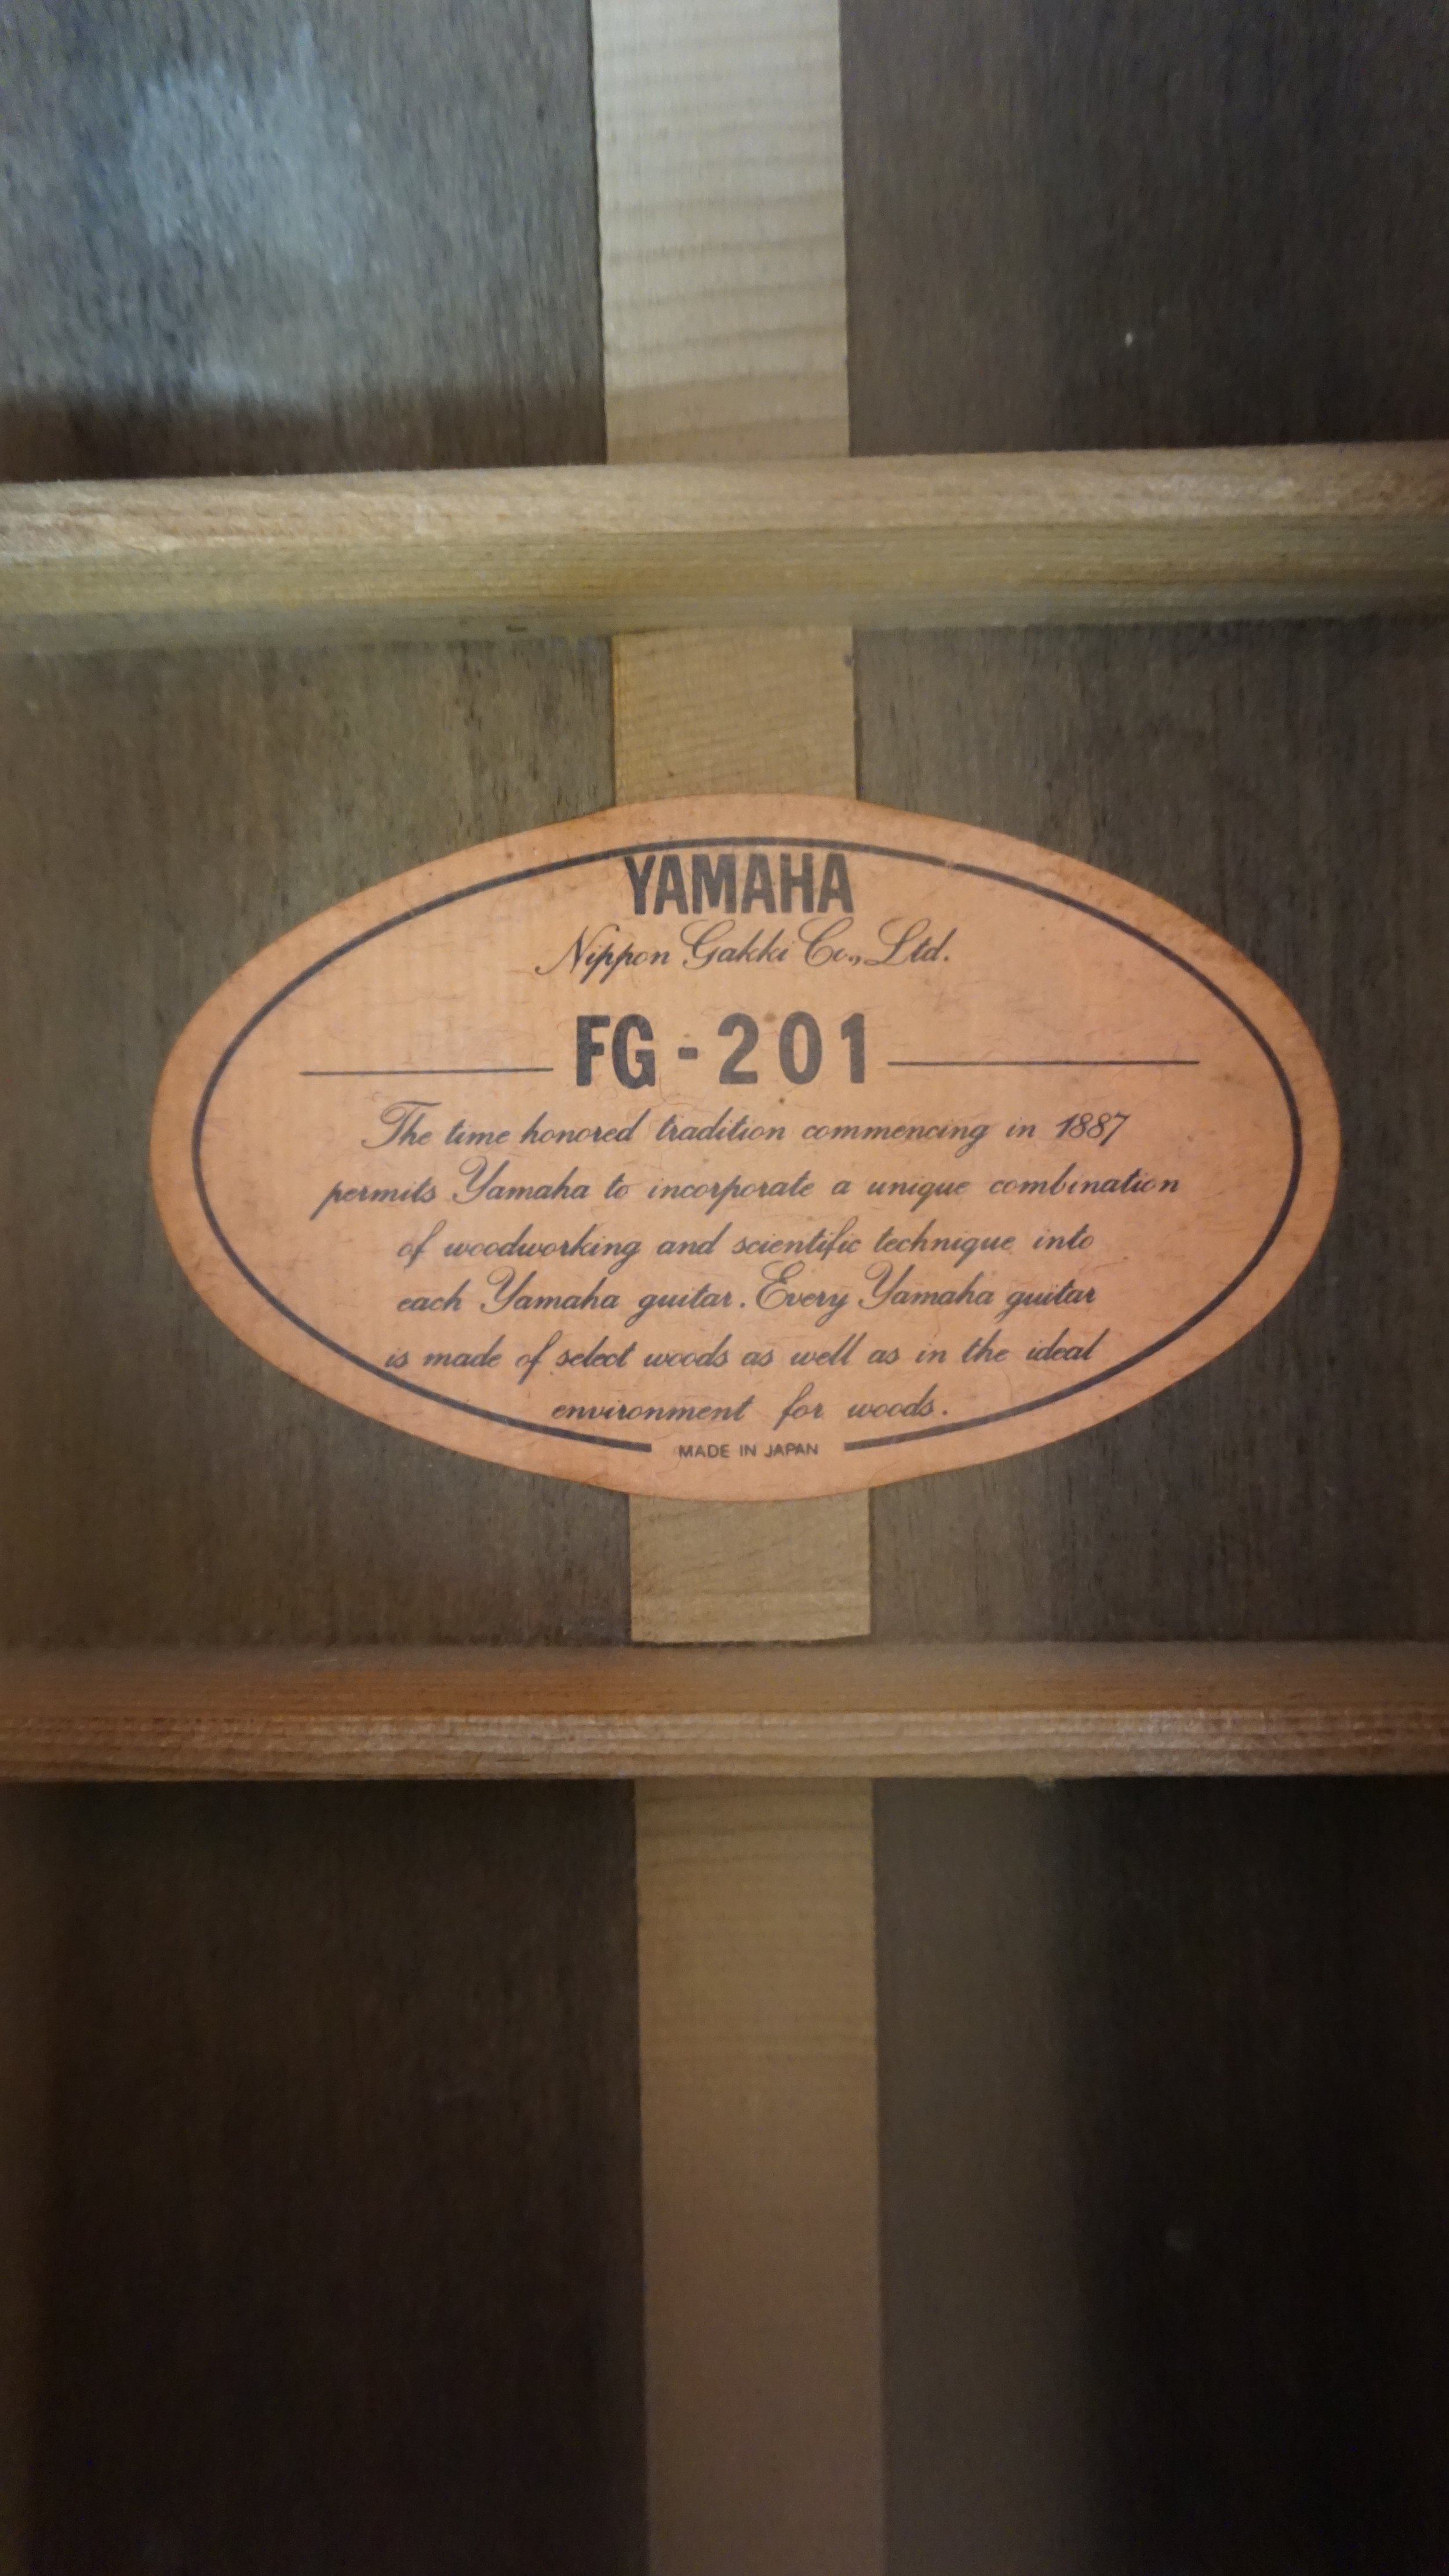 YAMAHA
Nippon Gakki Co., Ltd.
FG-201
The time honored tradition commencing in 1887
permits Yamaha to incorporate a unique combination
of woodworking and scientific technique into
each Yamaha guitar. Every Yamaha guitar
is made of select woods as well as in the ideal
environment for woods.
MADE IN JAPAN